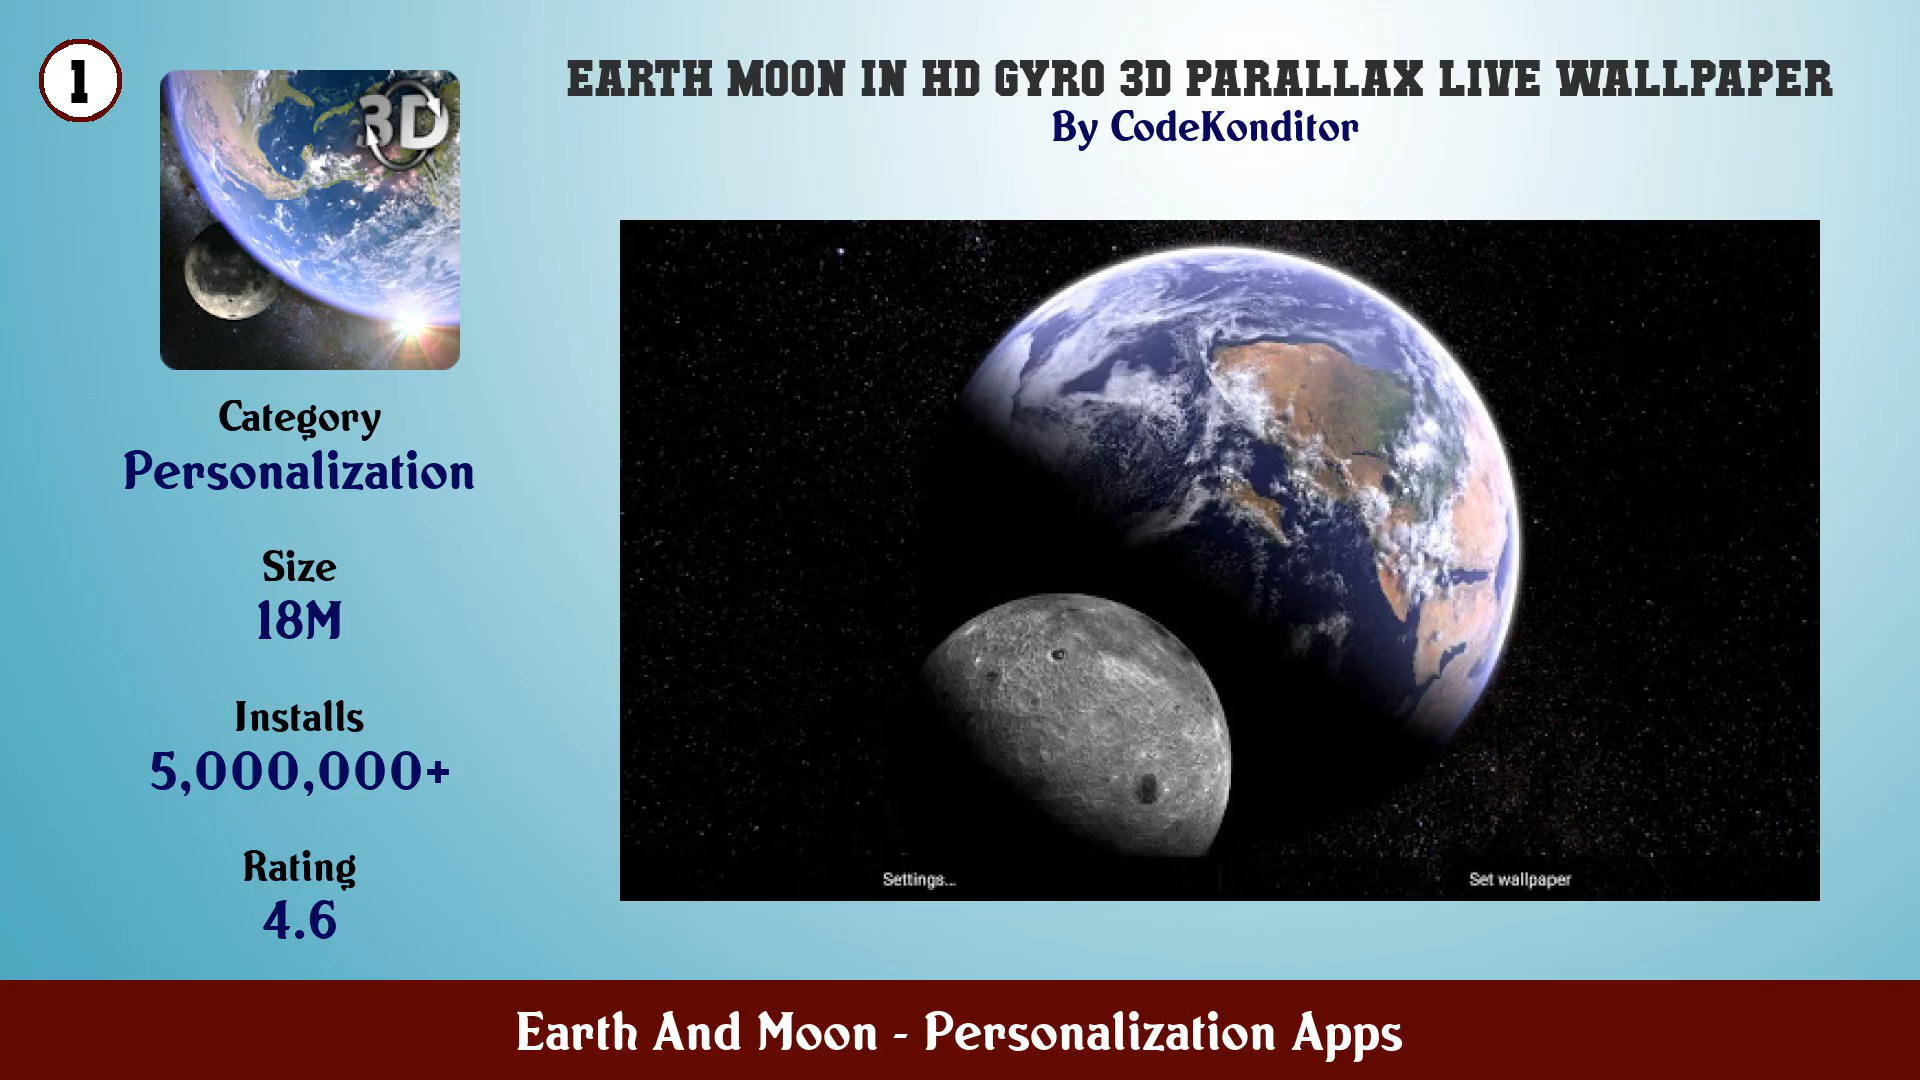 1
EARTH MOON IN HD GYRO 3D PARALLAX LIVE WALLPAPER
By CodeKonditor
3D
Category
Personalization
Size
18M
Installs
5,000,000+
Rating
4.6
Settings...
Set wallpaper
Earth And Moon - Personalization Apps